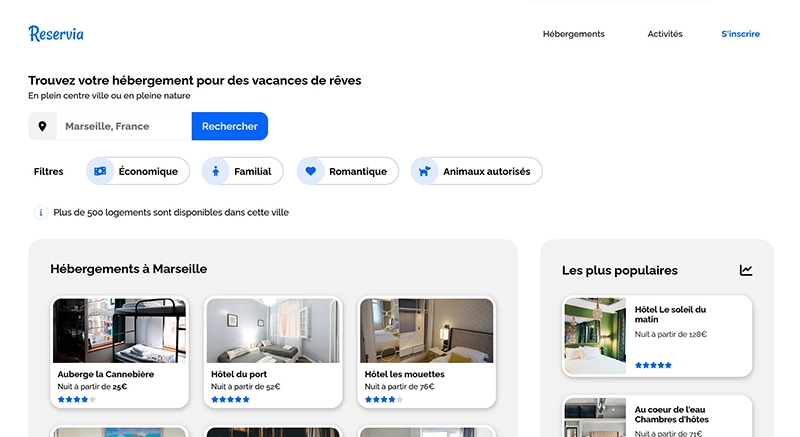 Reservia
Hébergements
Activités
S'inscrire
Trouvez votre hébergement pour des vacances de rêves
En plein centre ville ou en pleine nature
Marseille, France
Rechercher
Filtres
Économique
Familial
Romantique
Animaux autorisés
Plus de 500 logements sont disponibles dans cette ville
Hébergements à Marseille
Auberge la Cannebière
Nuit à partir de 25€
Hôtel du port
Nuit à partir de 52€
Hôtel les mouettes
Nuit à partir de 76€
Les plus populaires
Hôtel Le soleil du
matin
Nuit à partir de 128€
Au coeur de l'eau
Chambres d'hôtes
Nuit à partir de 71€